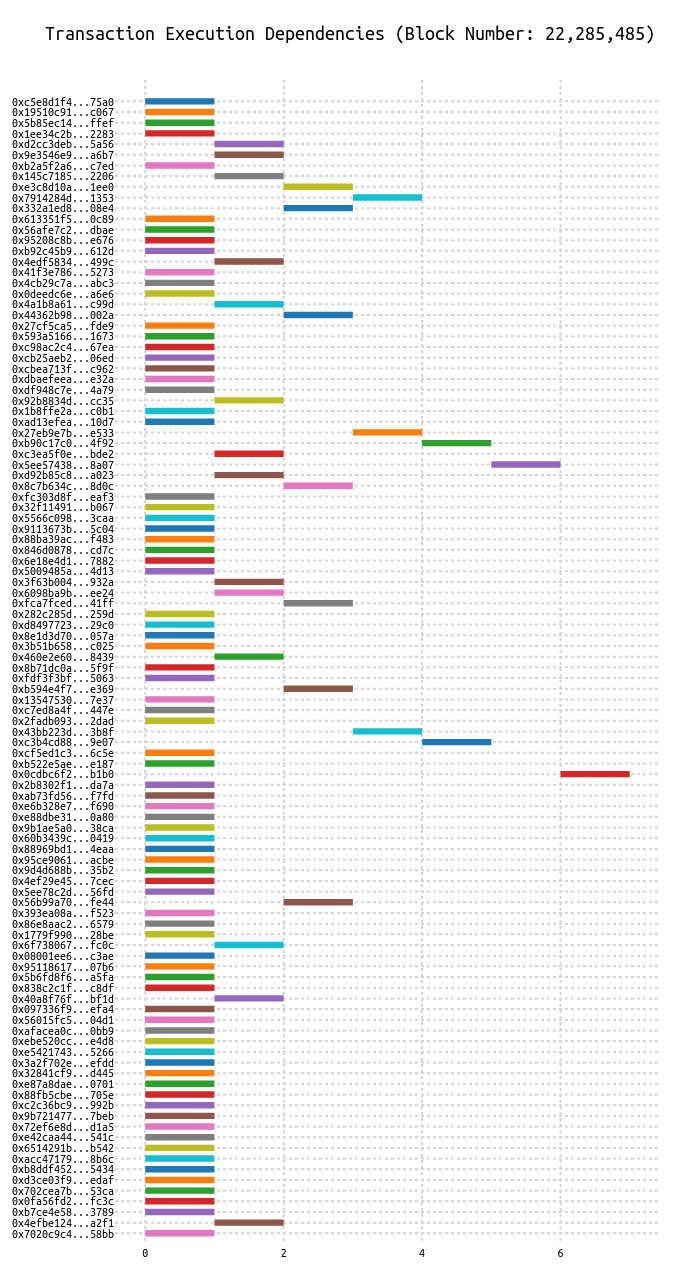 Transaction Execution Dependencies (Block Number: 22,285,485)
0xc5e8d1f4...75a0
0x19510c91...c067
0x5b85ec14...ffef
0x1ee34c2b...2283
0xd2cc3deb...5a56
0x9e3546e9...a6b7
0xb2a5f2a6...c7ed
0x145c7185...2206
0xe3c8d10a...1ee0
0x7914284d...1353
0x332a1ed8...08e4
0x613351f5...0c89
0x56afe7c2...dbae
0x95208c8b...e676
0xb92c45b9...612d
0x4edf5834...499c
0x41f3e786...5273
0x4cb29c7a...abc3
0x0deedc6e...a6e6
0x4a1b8a61...c99d
0x44362b98...002a
0x27cf5ca5...fde9
0x593a5166...1673
0xc98ac2c4...67ea
0xcb25aeb2...06ed
0xcbea713f...c962
0xdbaefeea...e32a
0xdf948c7e...4a79
0x92b8834d...cc35
0x1b8ffe2a...c0b1
0xad13efea...10d7
0x27eb9e7b...e533
0xb90c17c0...4f92
0xc3ea5f0e...bde2
0x5ee57438...8a07
0xd92b85c8...a023
0x8c7b634c...8d0c
0xfc303d8f...eaf3
0x32f11491...b067
0x5566c098...3caa
0x9113673b...5c04
0x88ba39ac...f483
0x846d0878...cd7c
0x6e18e4d1...7882
0x5009485a...4d13
0x3f63b004...932a
0x6098ba9b...ee24
0xfca7fced...41ff
0x282c285d...259d
0xd8497723...29c0
0x8e1d3d70...057a
0x3b51b658...c025
0x460e2e60...8439
0x8b71dc0a...5f9f
0xfdf3f3bf...5063
0xb594e4f7...e369
0x13547530...7e37
0xc7ed8a4f...447e
0x2fadb093...2dad
0x43bb223d...3b8f
0xc3b4cd88...9e07
0xcf5ed1c3...6c5e
0xb522e5ae...e187
0x0cdbc6f2...b1b0
0x2b8302f1...da7a
0xab73fd56...f7fd
0xe6b328e7...f690
0xe88dbe31...0a80
0x9b1ae5a0...38ca
0x60b3439c...0419
0x88969bd1...4eaa
0x95ce9061...acbe
0x9d4d688b...35b2
0x4ef29e45...7cec
0x5ee78c2d...56fd
0x56b99a70...fe44
0x393ea08a...f523
0x86e8aac2...6579
0x1779f990...28be
0x6f738067...fc0c
0x08001ee6...c3ae
0x95118617...07b6
0x5b6fd8f6...a5fa
0x838c2c1f...c8df
0x40a8f76f...bf1d
0x097336f9...efa4
0x56015fc5...04d1
0xafacea0c...0bb9
0xebe520cc...e4d8
0xe5421743...5266
0x3a2f702e...efdd
0x32841cf9...d445
0xe87a8dae...0701
0x88fb5cbe...705e
0xc2c36bc9...992b
0x9b721477...7beb
0x72ef6e8d...d1a5
0xe42caa44...541c
0x6514291b...b542
0xacc47179...8b6c
0xb8ddf452...5434
0xd3ce03f9...edaf
0x702cea7b...53ca
0x0fa56fd2...fc3c
0xb7ce4e58...3789
0x4efbe124...a2f1
0x7020c9c4...58bb
0 2 4 6